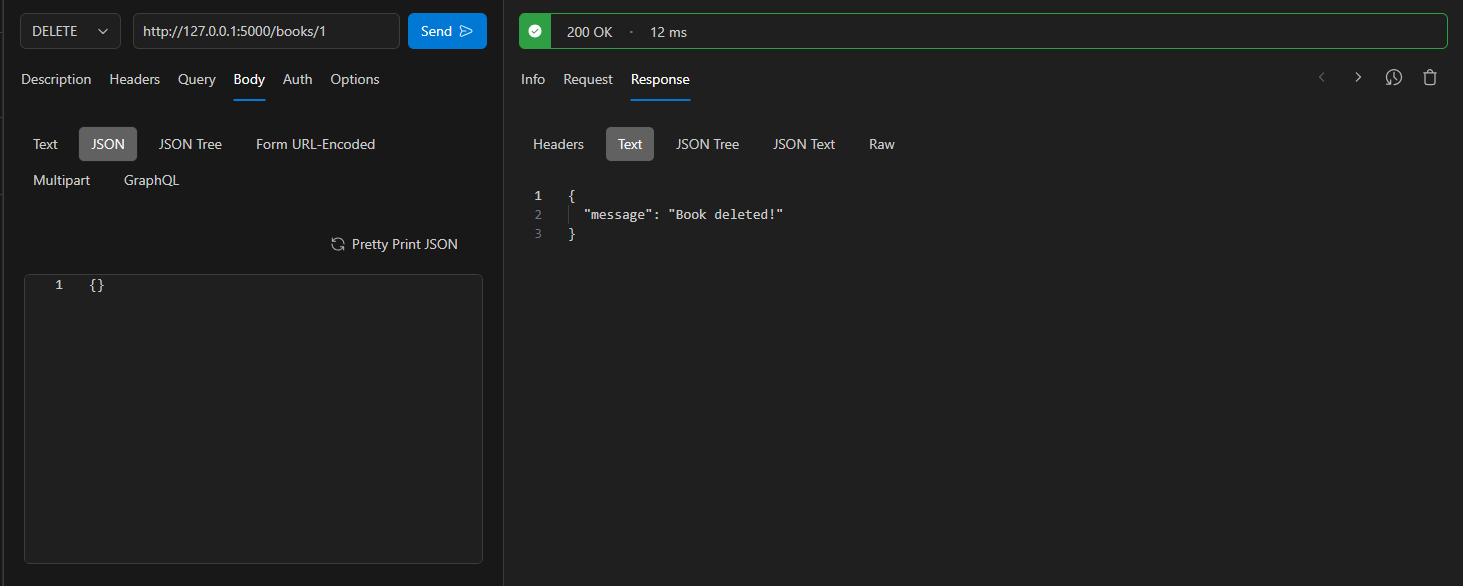 DELETE http://127.0.0.1:5000/books/1 Send
Description Headers Query Body Auth Options
Text JSON JSON Tree Form URL-Encoded
Multipart GraphQL
Pretty Print JSON
1 {}
200 OK · 12 ms
Info Request Response
Headers Text JSON Tree JSON Text Raw
1 {
2 "message": "Book deleted!"
3 }